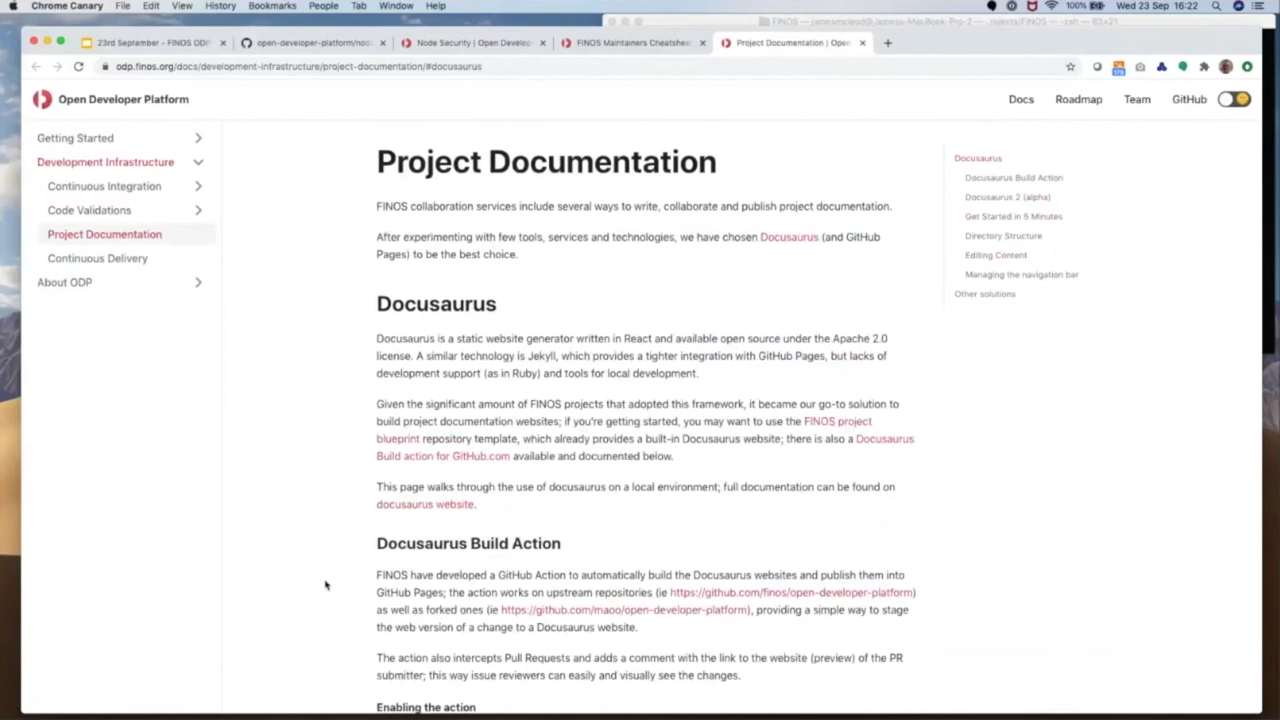 Chrome Canary File Edit View History Bookmarks People Tab Window Help 100% Wed 23 Sep 16:22
FINOS — jamesmcleod@Jamess-MacBook-Pro-2 — ..rojects/FINOS — -zsh — 82×21
23rd September - FINOS ODP
open-developer-platform/nod
Node Security | Open Develop
FINOS Maintainers Cheatshee
Project Documentation | Open
odp.finos.org/docs/development-infrastructure/project-documentation/#docusaurus
Open Developer Platform
Docs Roadmap Team GitHub
Getting Started
Development Infrastructure
Continuous Integration
Code Validations
Project Documentation
Continuous Delivery
About ODP
Project Documentation
FINOS collaboration services include several ways to write, collaborate and publish project documentation.
After experimenting with few tools, services and technologies, we have chosen Docusaurus (and GitHub
Pages) to be the best choice.
Docusaurus
Docusaurus is a static website generator written in React and available open source under the Apache 2.0
license. A similar technology is Jekyll, which provides a tighter integration with GitHub Pages, but lacks of
development support (as in Ruby) and tools for local development.
Given the significant amount of FINOS projects that adopted this framework, it became our go-to solution to
build project documentation websites; if you're getting started, you may want to use the FINOS project
blueprint repository template, which already provides a built-in Docusaurus website; there is also a Docusaurus
Build action for GitHub.com available and documented below.
This page walks through the use of docusaurus on a local environment; full documentation can be found on
docusaurus website.
Docusaurus Build Action
FINOS have developed a GitHub Action to automatically build the Docusaurus websites and publish them into
GitHub Pages; the action works on upstream repositories (ie https://github.com/finos/open-developer-platform)
as well as forked ones (ie https://github.com/maoo/open-developer-platform), providing a simple way to stage
the web version of a change to a Docusaurus website.
The action also intercepts Pull Requests and adds a comment with the link to the website (preview) of the PR
submitter; this way issue reviewers can easily and visually see the changes.
Enabling the action
Docusaurus
Docusaurus Build Action
Docusaurus 2 (alpha)
Get Started in 5 Minutes
Directory Structure
Editing Content
Managing the navigation bar
Other solutions